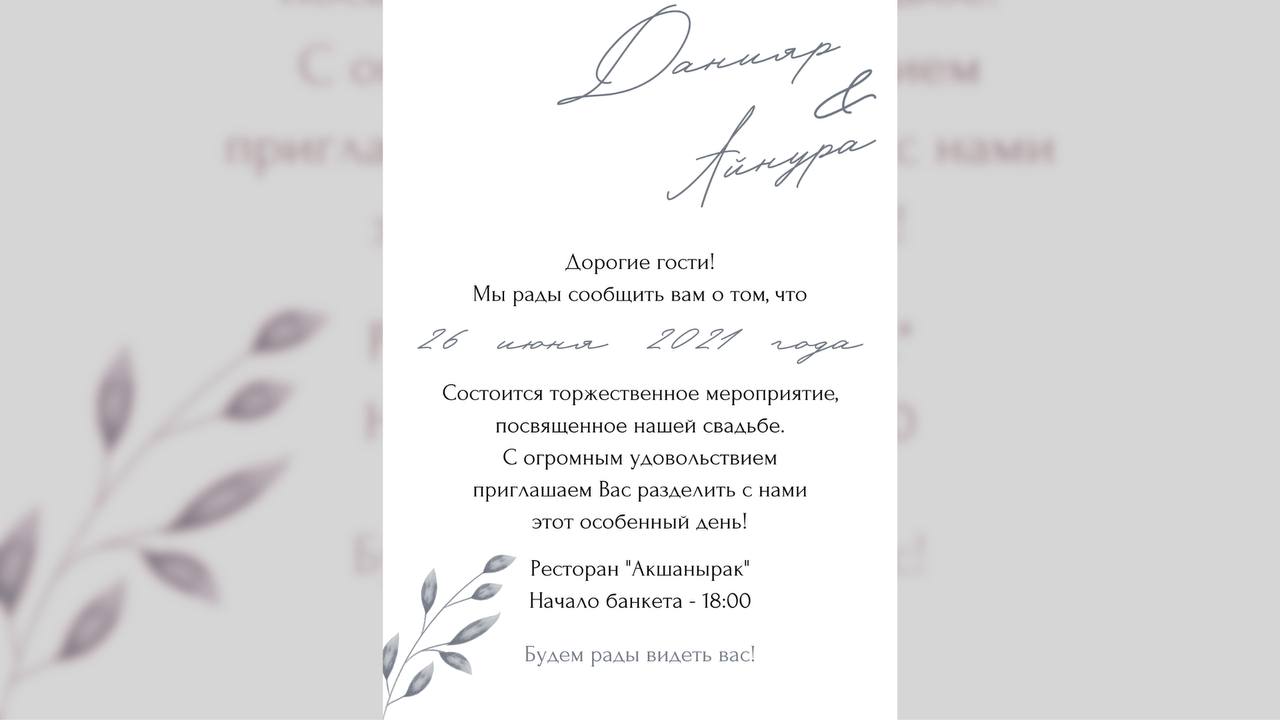 Данияр
&
Айнура
Дорогие гости!
Мы рады сообщить вам о том, что
26 июня 2021 года
Состоится торжественное мероприятие,
посвященное нашей свадьбе.
С огромным удовольствием
приглашаем Вас разделить с нами
этот особенный день!
Ресторан "Акшанырак"
Начало банкета - 18:00
Будем рады видеть вас!